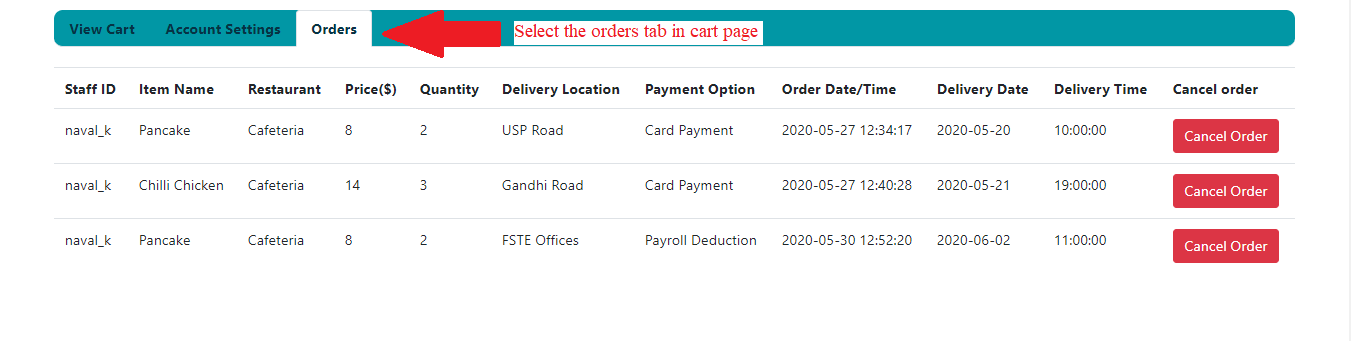 View Cart Account Settings Orders Select the orders tab in cart page
Staff ID Item Name Restaurant Price($) Quantity Delivery Location Payment Option Order Date/Time Delivery Date Delivery Time Cancel order
naval_k Pancake Cafeteria 8 2 USP Road Card Payment 2020-05-27 12:34:17 2020-05-20 10:00:00 Cancel Order
naval_k Chilli Chicken Cafeteria 14 3 Gandhi Road Card Payment 2020-05-27 12:40:28 2020-05-21 19:00:00 Cancel Order
naval_k Pancake Cafeteria 8 2 FSTE Offices Payroll Deduction 2020-05-30 12:52:20 2020-06-02 11:00:00 Cancel Order